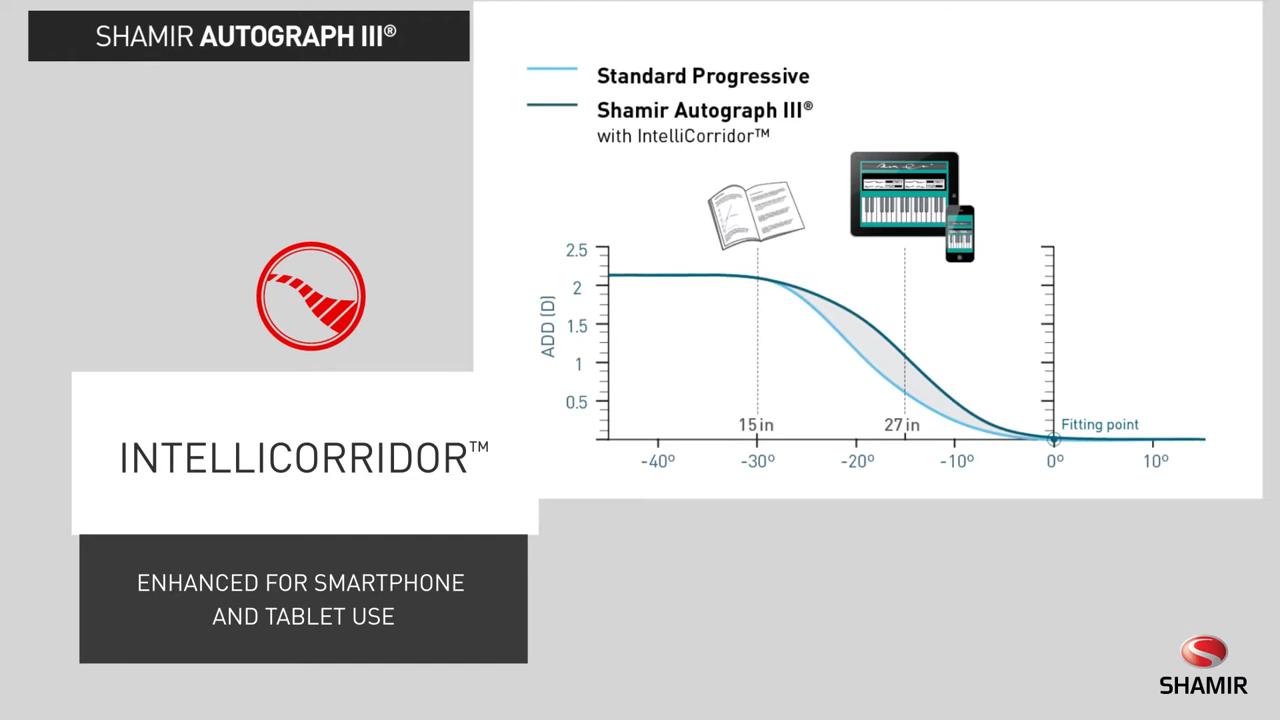 SHAMIR AUTOGRAPH III®
Standard Progressive
Shamir Autograph III®
with IntelliCorridor™
2.5
2
1.5
1
0.5
ADD (D)
15 in
27 in
Fitting point
-40º
-30º
-20º
-10º
0º
10º
INTELLICORRIDOR™
ENHANCED FOR SMARTPHONE
AND TABLET USE
SHAMIR